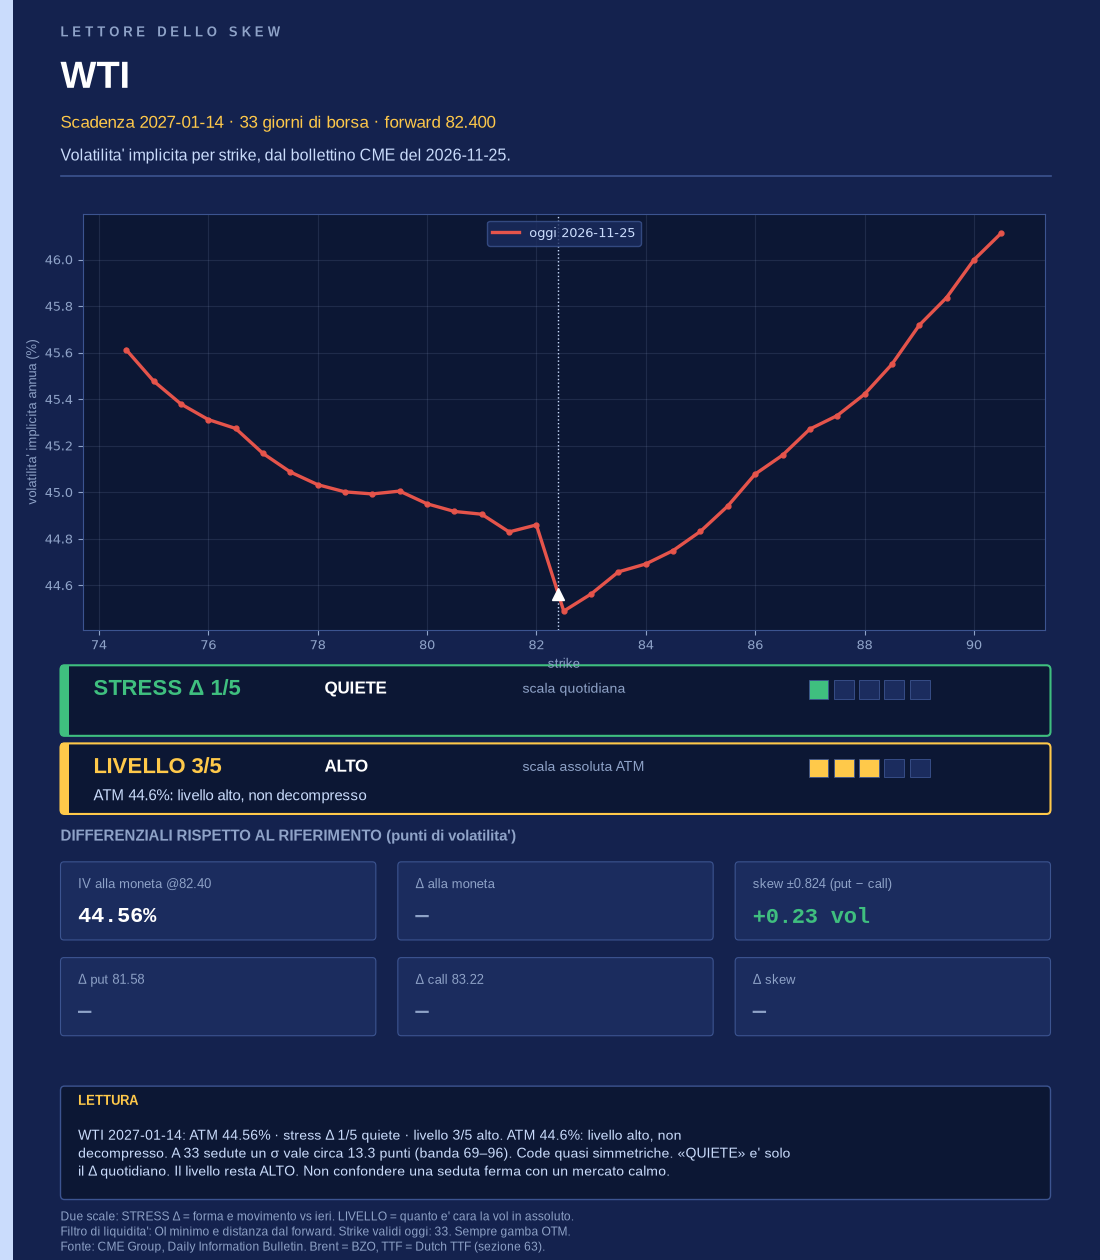 LETTORE DELLO SKEW
WTI
Scadenza 2027-01-14 · 33 giorni di borsa · forward 82.400
Volatilita' implicita per strike, dal bollettino CME del 2026-11-25.
oggi 2026-11-25
46.0
45.8
45.6
45.4
45.2
45.0
44.8
44.6
volatilita' implicita annua (%)
74 76 78 80 82 84 86 88 90
strike
STRESS Δ 1/5 QUIETE scala quotidiana
LIVELLO 3/5 ALTO scala assoluta ATM
ATM 44.6%: livello alto, non decompresso
DIFFERENZIALI RISPETTO AL RIFERIMENTO (punti di volatilita')
IV alla moneta @82.40 Δ alla moneta skew ±0.824 (put − call)
44.56% — +0.23 vol
Δ put 81.58 Δ call 83.22 Δ skew
— — —
LETTURA
WTI 2027-01-14: ATM 44.56% · stress Δ 1/5 quiete · livello 3/5 alto. ATM 44.6%: livello alto, non
decompresso. A 33 sedute un σ vale circa 13.3 punti (banda 69–96). Code quasi simmetriche. «QUIETE» e' solo
il Δ quotidiano. Il livello resta ALTO. Non confondere una seduta ferma con un mercato calmo.
Due scale: STRESS Δ = forma e movimento vs ieri. LIVELLO = quanto e' cara la vol in assoluto.
Filtro di liquidita': OI minimo e distanza dal forward. Strike validi oggi: 33. Sempre gamba OTM.
Fonte: CME Group, Daily Information Bulletin. Brent = BZO, TTF = Dutch TTF (sezione 63).